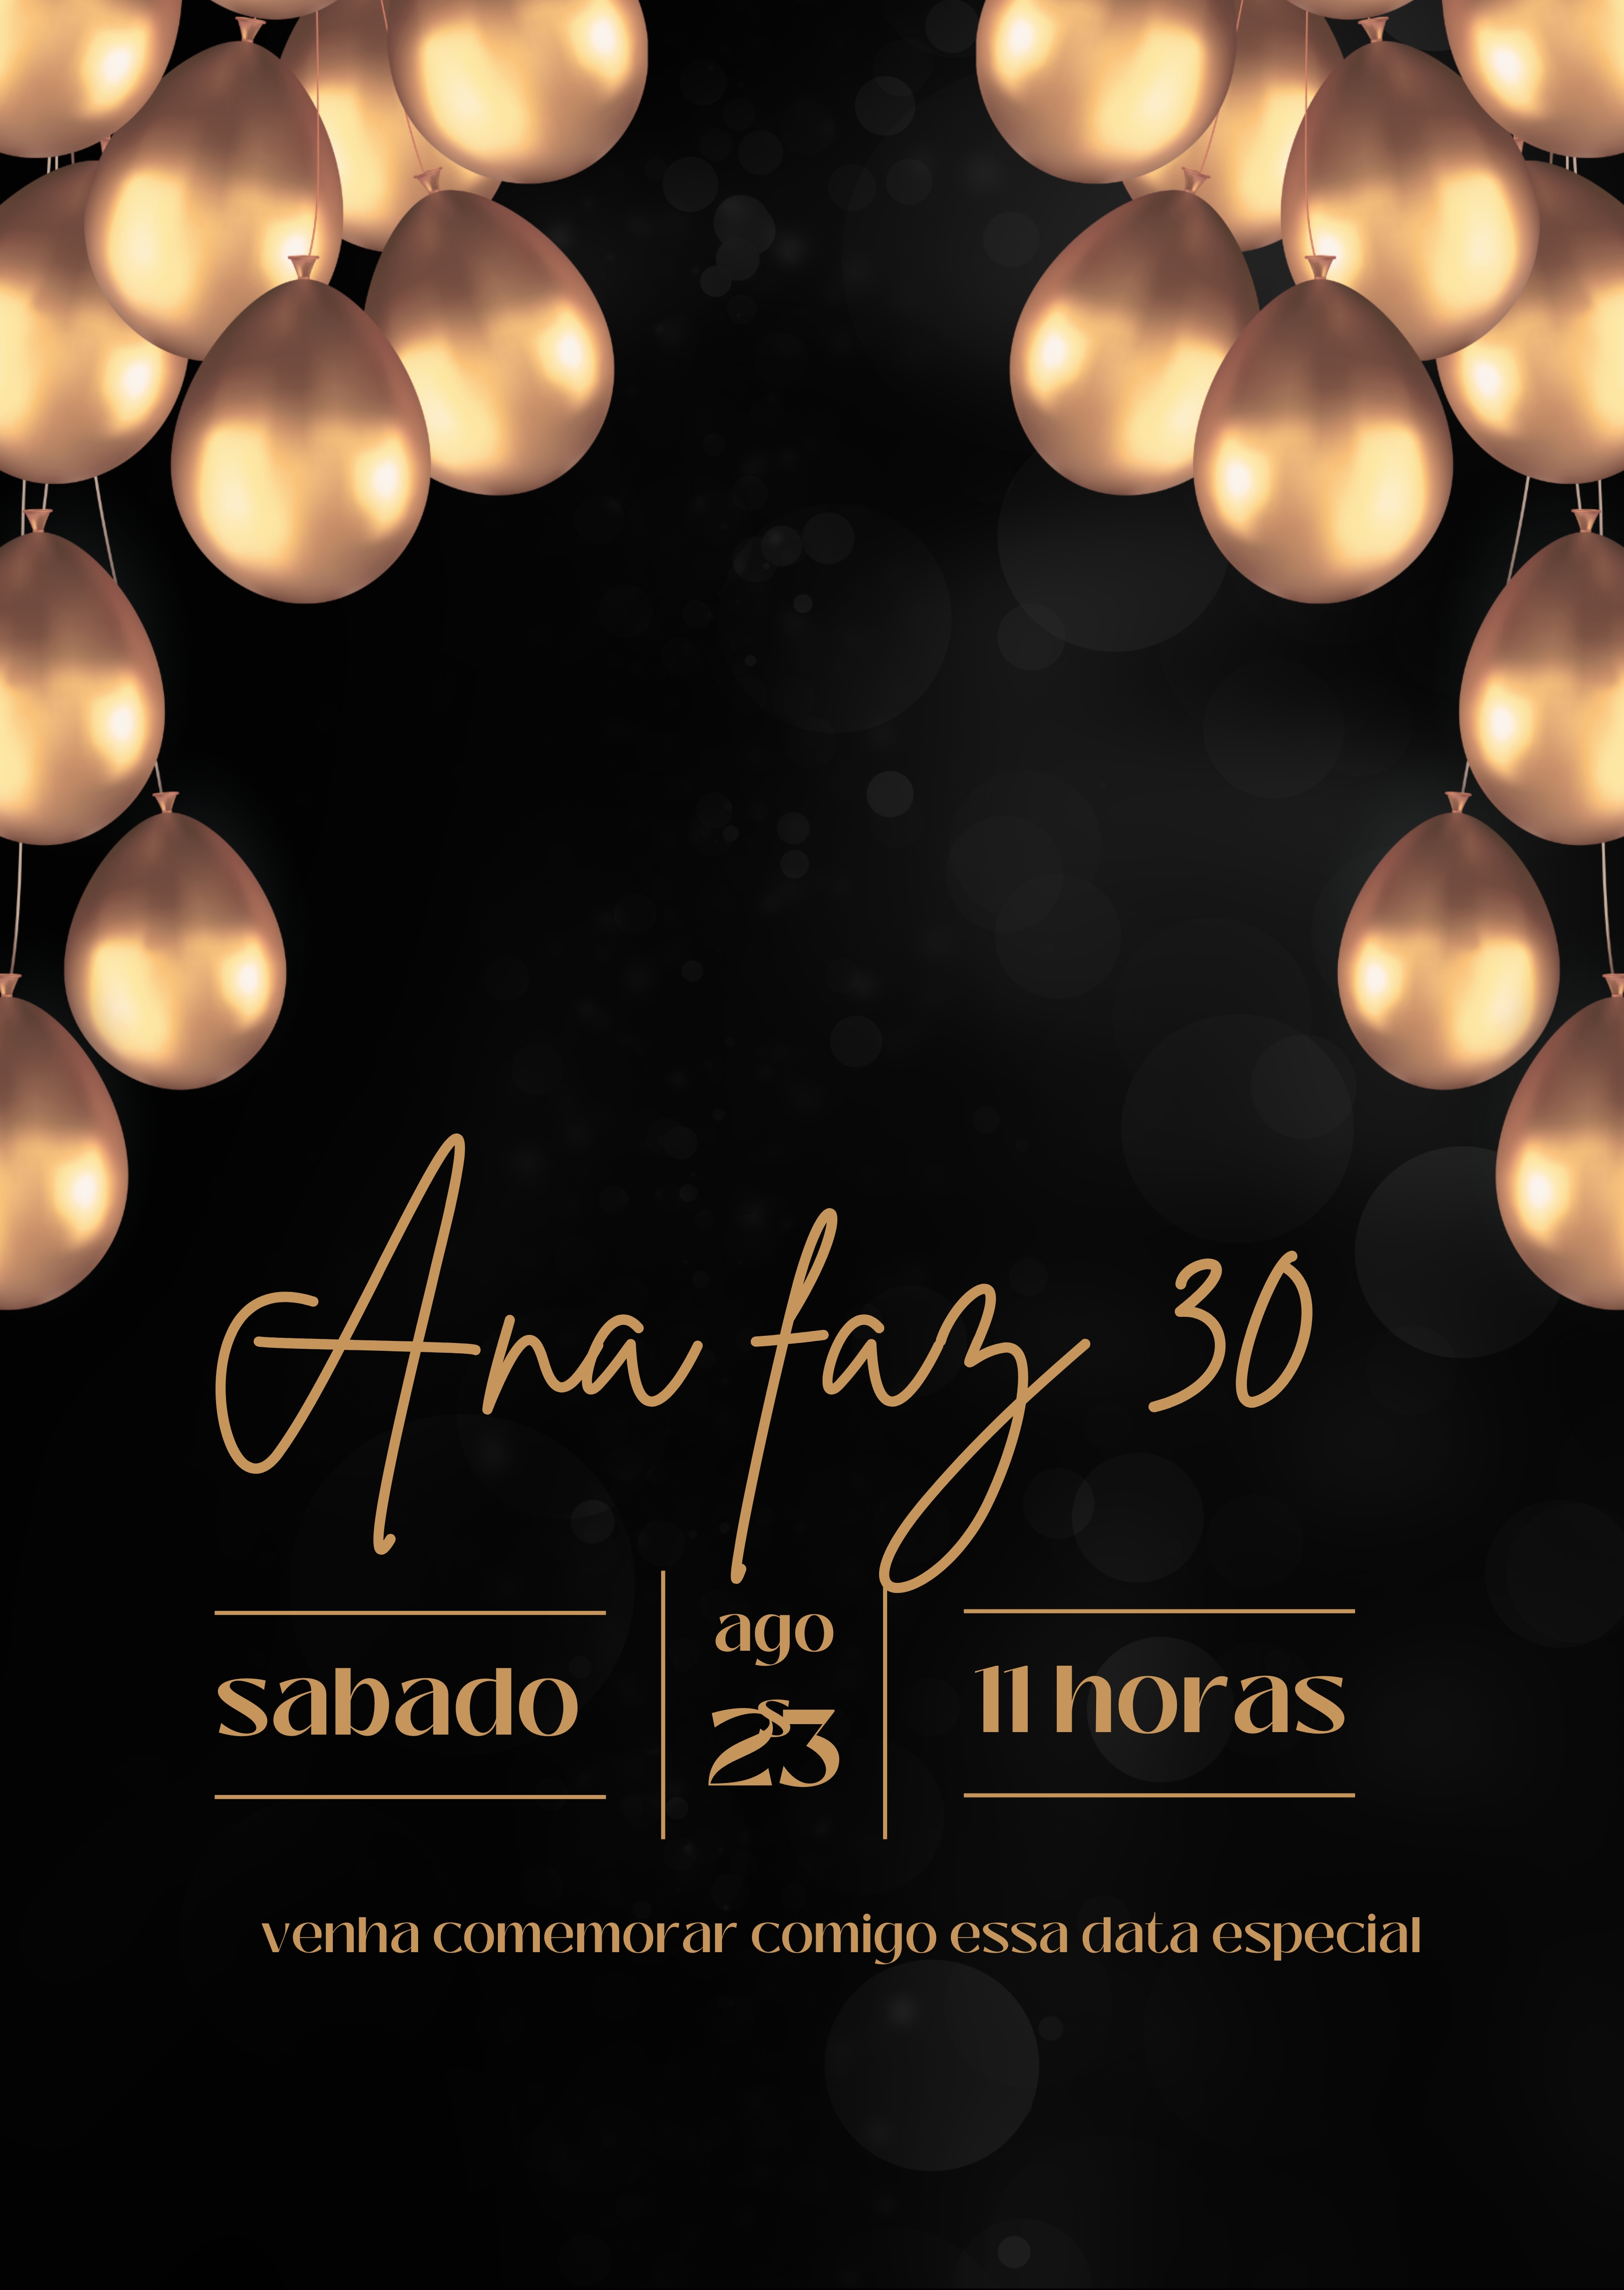 Ana faz 30
ago
sabado
23
11 horas
venha comemorar comigo essa data especial